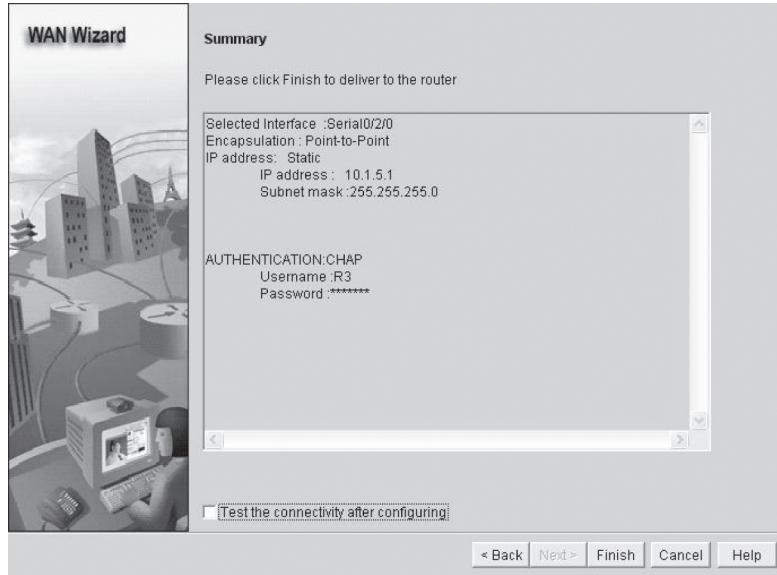 WAN Wizard
Summary
Please click Finish to deliver to the router
Selected Interface :Serial0/2/0
Encapsulation : Point-to-Point
IP address: Static
IP address : 10.1.5.1
Subnet mask :255.255.255.0
AUTHENTICATION:CHAP
Username :R3
Password :*******
Test the connectivity after configuring
< Back
Next >
Finish
Cancel
Help